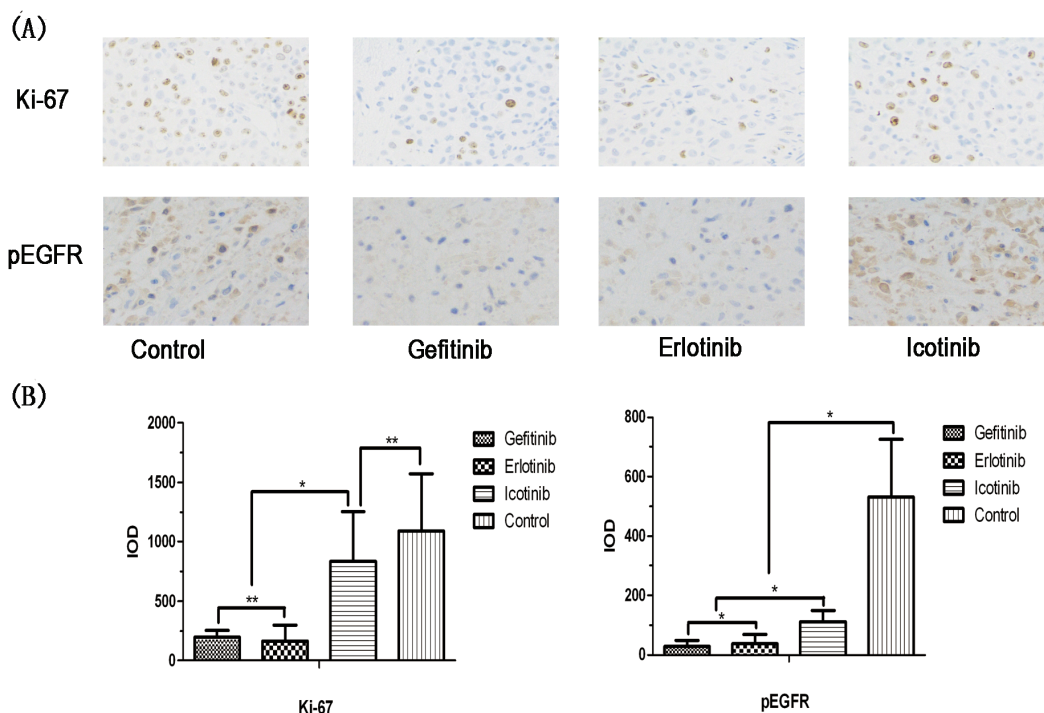 (A)
Ki-67
pEGFR
Control Gefitinib Erlotinib Icotinib
(B)
2000
1500
1000
500
0
IOD
*
**
**
Gefitinib
Erlotinib
Icotinib
Control
Ki-67
800
600
400
200
0
IOD
*
*
*
Gefitinib
Erlotinib
Icotinib
Control
pEGFR